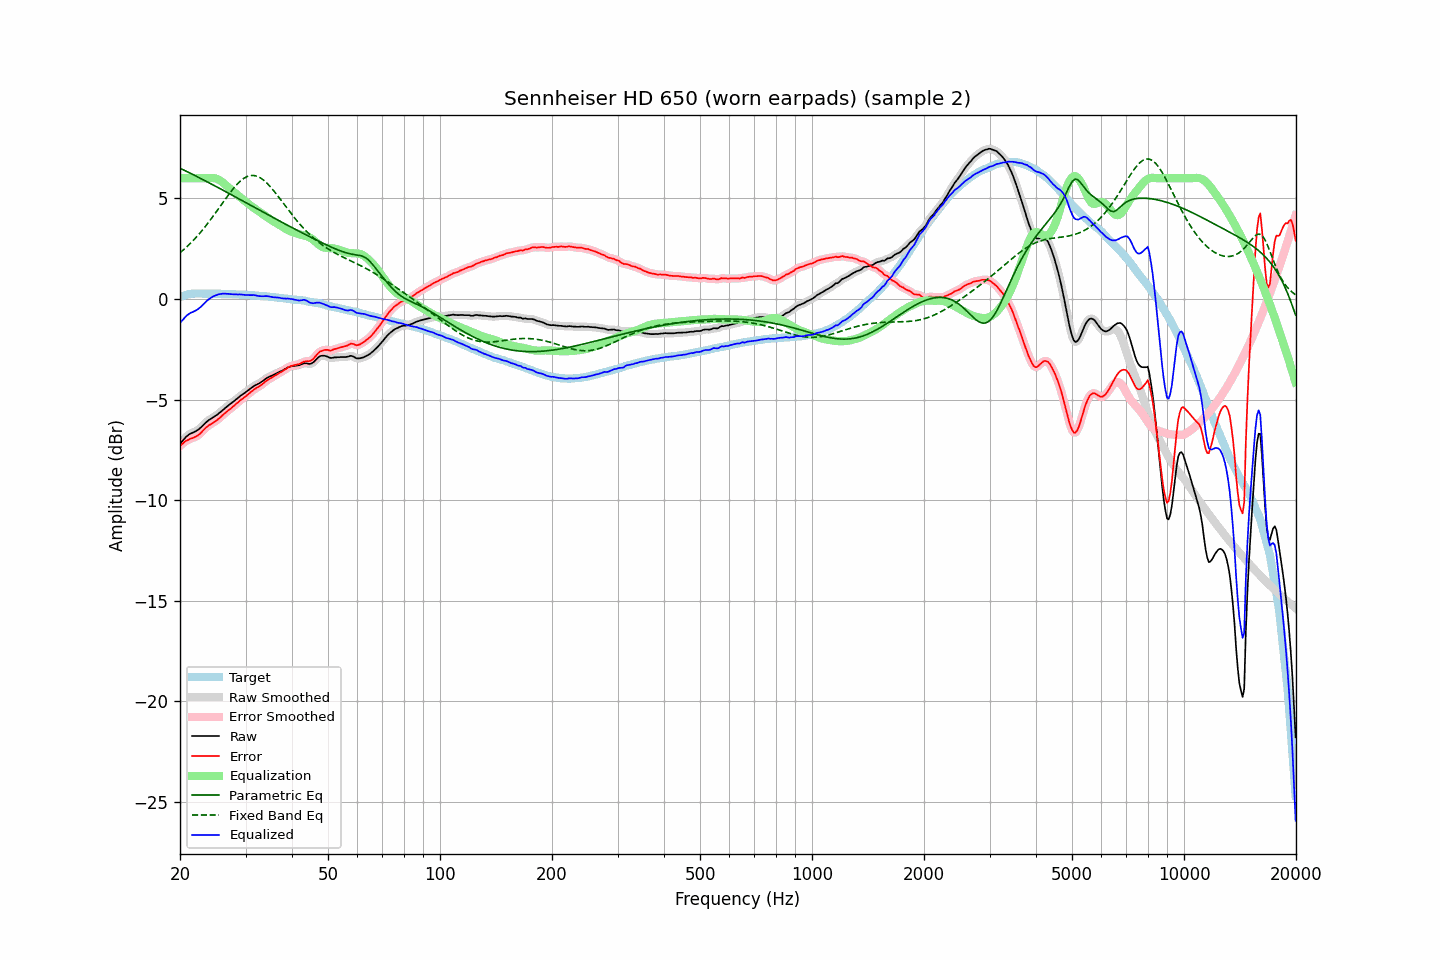 Sennheiser HD 650 (worn earpads) (sample 2)
Amplitude (dBr)
5
0
−5
−10
−15
−20
−25
Target
Raw Smoothed
Error Smoothed
Raw
Error
Equalization
Parametric Eq
Fixed Band Eq
Equalized
20 50 100 200 500 1000 2000 5000 10000 20000
Frequency (Hz)